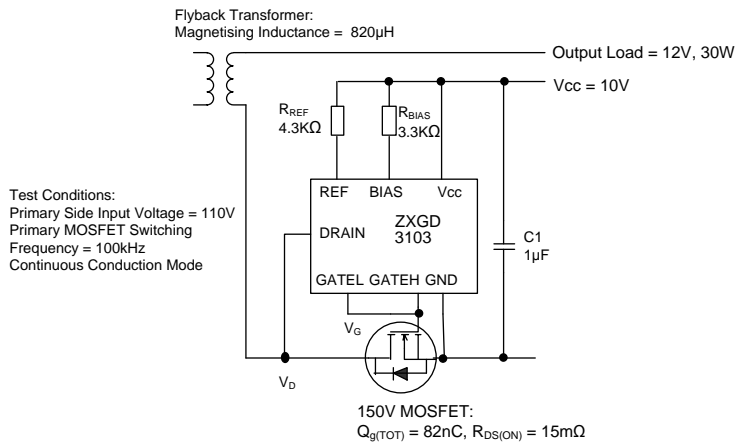 Flyback Transformer:
Magnetising Inductance = 820µH
Output Load = 12V, 30W
Vcc = 10V
RREF
4.3KΩ
RBIAS
3.3KΩ
REF BIAS Vcc
Test Conditions:
Primary Side Input Voltage = 110V
Primary MOSFET Switching
Frequency = 100kHz
Continuous Conduction Mode
DRAIN
ZXGD
3103
C1
1µF
GATEL GATEH GND
VG
VD
150V MOSFET:
Qg(TOT) = 82nC, RDS(ON) = 15mΩ